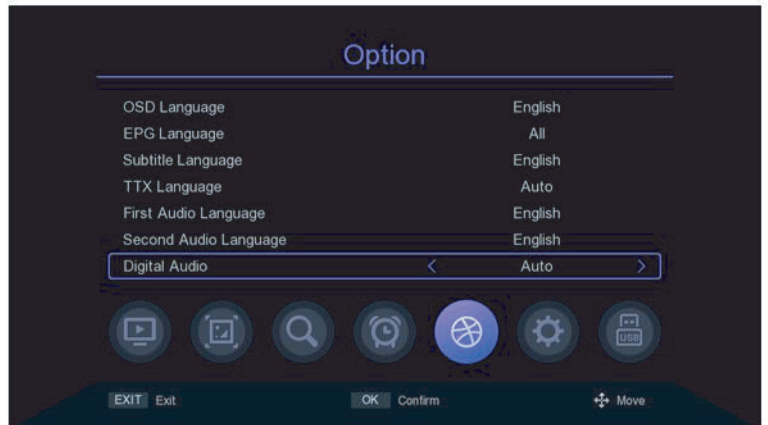 Option
OSD Language English
EPG Language All
Subtitle Language English
TTX Language Auto
First Audio Language English
Second Audio Language English
Digital Audio < Auto >
USB
EXIT Exit OK Confirm Move